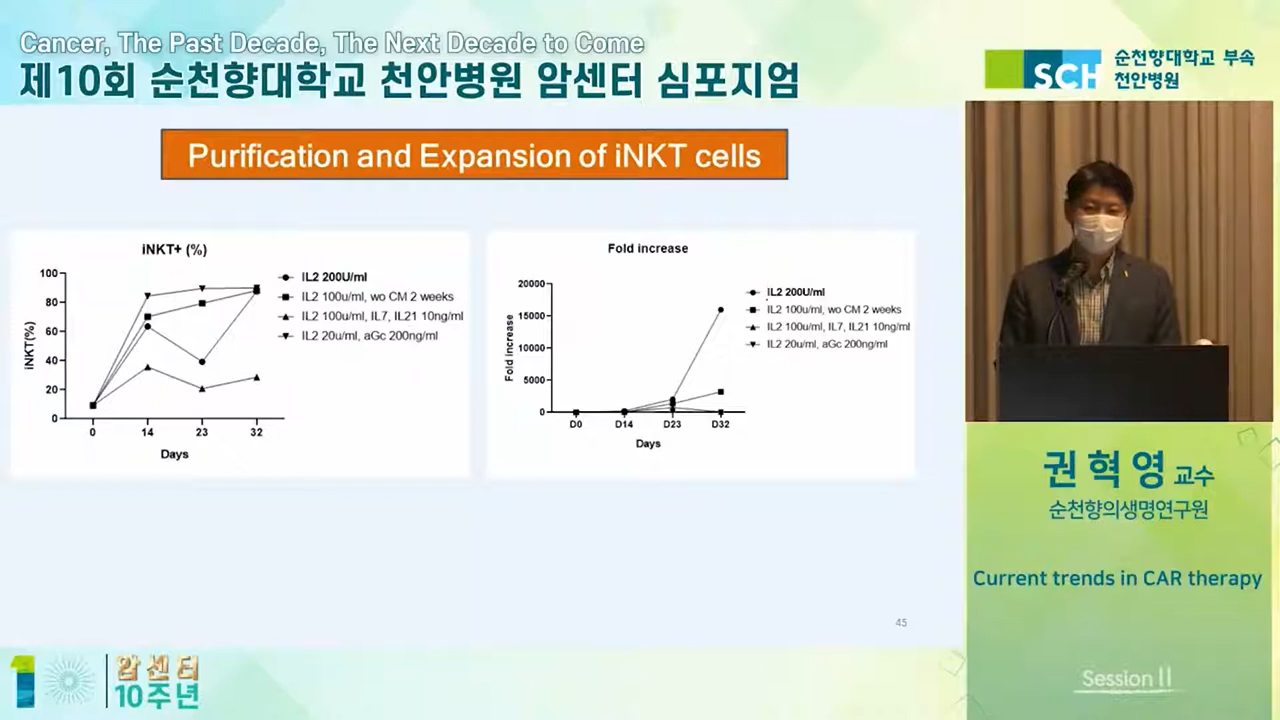 Cancer, The Past Decade, The Next Decade to Come
제10회 순천향대학교 천안병원 암센터 심포지엄
SCH
순천향대학교 부속
천안병원
Purification and Expansion of iNKT cells
iNKT+ (%)
100
80
60
40
20
0
iNKT(%)
0 14 23 32
Days
IL2 200U/ml
IL2 100u/ml, wo CM 2 weeks
IL2 100u/ml, IL7, IL21 10ng/ml
IL2 20u/ml, aGc 200ng/ml
Fold increase
20000
15000
10000
5000
0
Fold increase
D0 D14 D23 D32
Days
IL2 200U/ml
IL2 100u/ml, wo CM 2 weeks
IL2 100u/ml, IL7, IL21 10ng/ml
IL2 20u/ml, aGc 200ng/ml
45
권혁영 교수
순천향의생명연구원
Current trends in CAR therapy
Session II
10
암센터
10주년